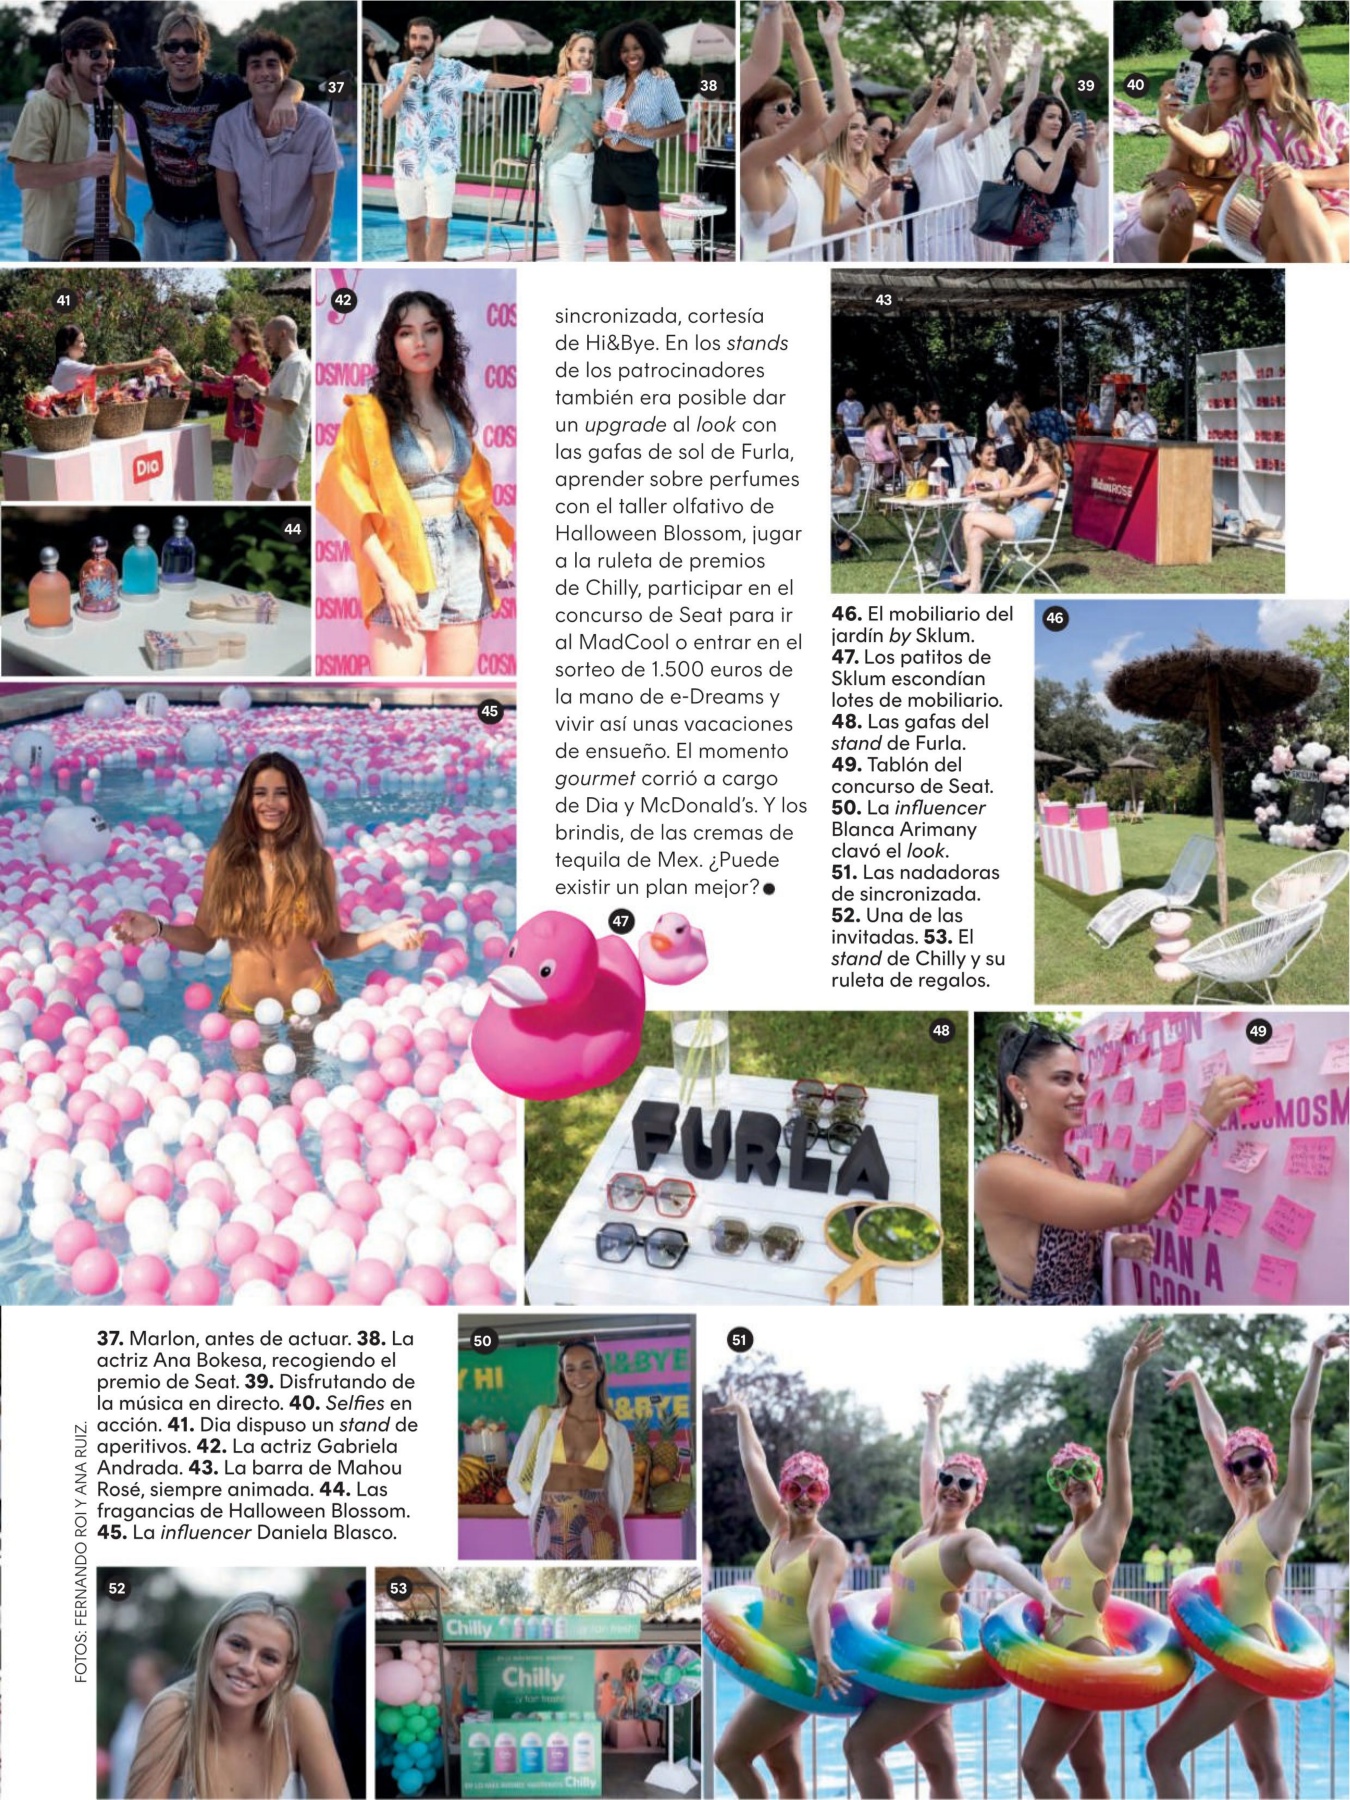 37
38
39
40
41
Dia
42
COSMOP
43
Mahou ROSÉ
44
45
sincronizada, cortesía
de Hi&Bye. En los stands
de los patrocinadores
también era posible dar
un upgrade al look con
las gafas de sol de Furla,
aprender sobre perfumes
con el taller olfativo de
Halloween Blossom, jugar
a la ruleta de premios
de Chilly, participar en el
concurso de Seat para ir
al MadCool o entrar en el
sorteo de 1.500 euros de
la mano de e-Dreams y
vivir así unas vacaciones
de ensueño. El momento
gourmet corrió a cargo
de Dia y McDonald's. Y los
brindis, de las cremas de
tequila de Mex. ¿Puede
existir un plan mejor?●
46. El mobiliario del
jardín by Sklum.
47. Los patitos de
Sklum escondían
lotes de mobiliario.
48. Las gafas del
stand de Furla.
49. Tablón del
concurso de Seat.
50. La influencer
Blanca Arimany
clavó el look.
51. Las nadadoras
de sincronizada.
52. Una de las
invitadas. 53. El
stand de Chilly y su
ruleta de regalos.
46
SKLUM
47
48
FURLA
49
SEAT
VAN A
COOL
37. Marlon, antes de actuar. 38. La
actriz Ana Bokesa, recogiendo el
premio de Seat. 39. Disfrutando de
la música en directo. 40. Selfies en
acción. 41. Dia dispuso un stand de
aperitivos. 42. La actriz Gabriela
Andrada. 43. La barra de Mahou
Rosé, siempre animada. 44. Las
fragancias de Halloween Blossom.
45. La influencer Daniela Blasco.
FOTOS: FERNANDO ROI Y ANA RUIZ.
50
HI
&BYE
&BYE
51
52
53
Chilly
Chilly
Chilly